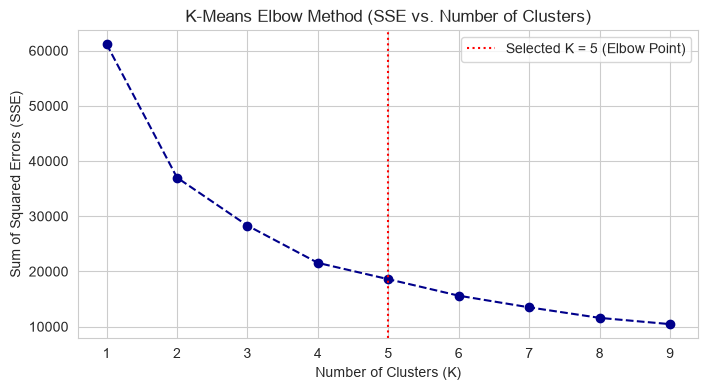 K-Means Elbow Method (SSE vs. Number of Clusters)
Selected K = 5 (Elbow Point)
Sum of Squared Errors (SSE)
60000
50000
40000
30000
20000
10000
1 2 3 4 5 6 7 8 9
Number of Clusters (K)